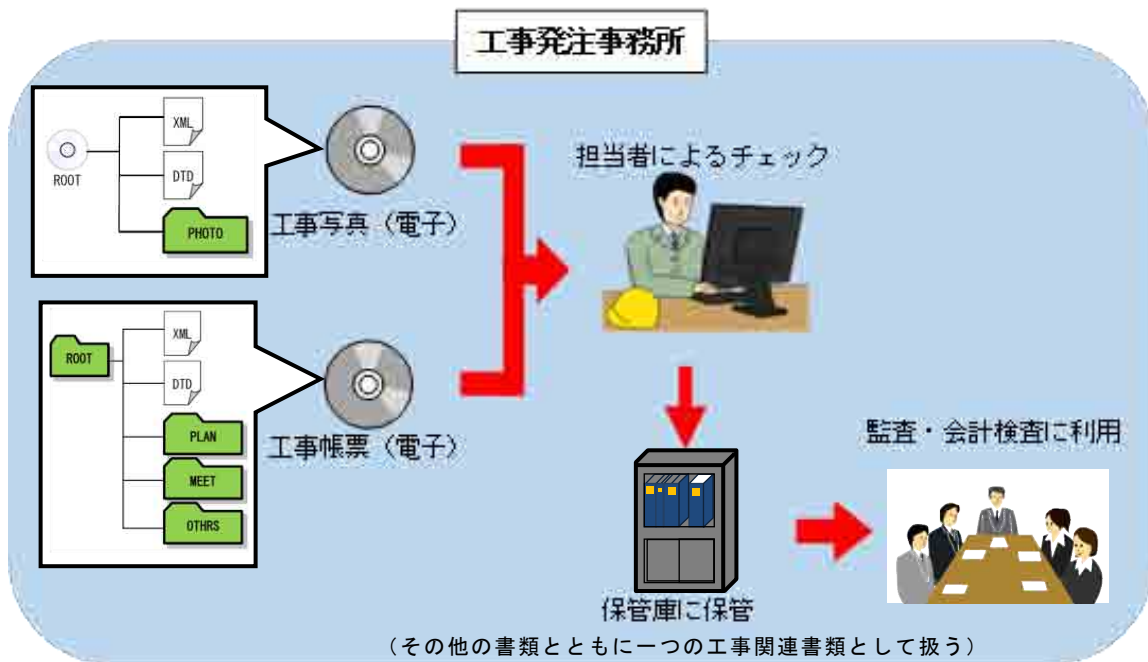 工事発注事務所
XML
DTD
ROOT
PHOTO
工事写真（電子）
担当者によるチェック
XML
ROOT
DTD
PLAN
MEET
OTHRS
工事帳票（電子）
監査・会計検査に利用
保管庫に保管
（その他の書類とともに一つの工事関連書類として扱う）